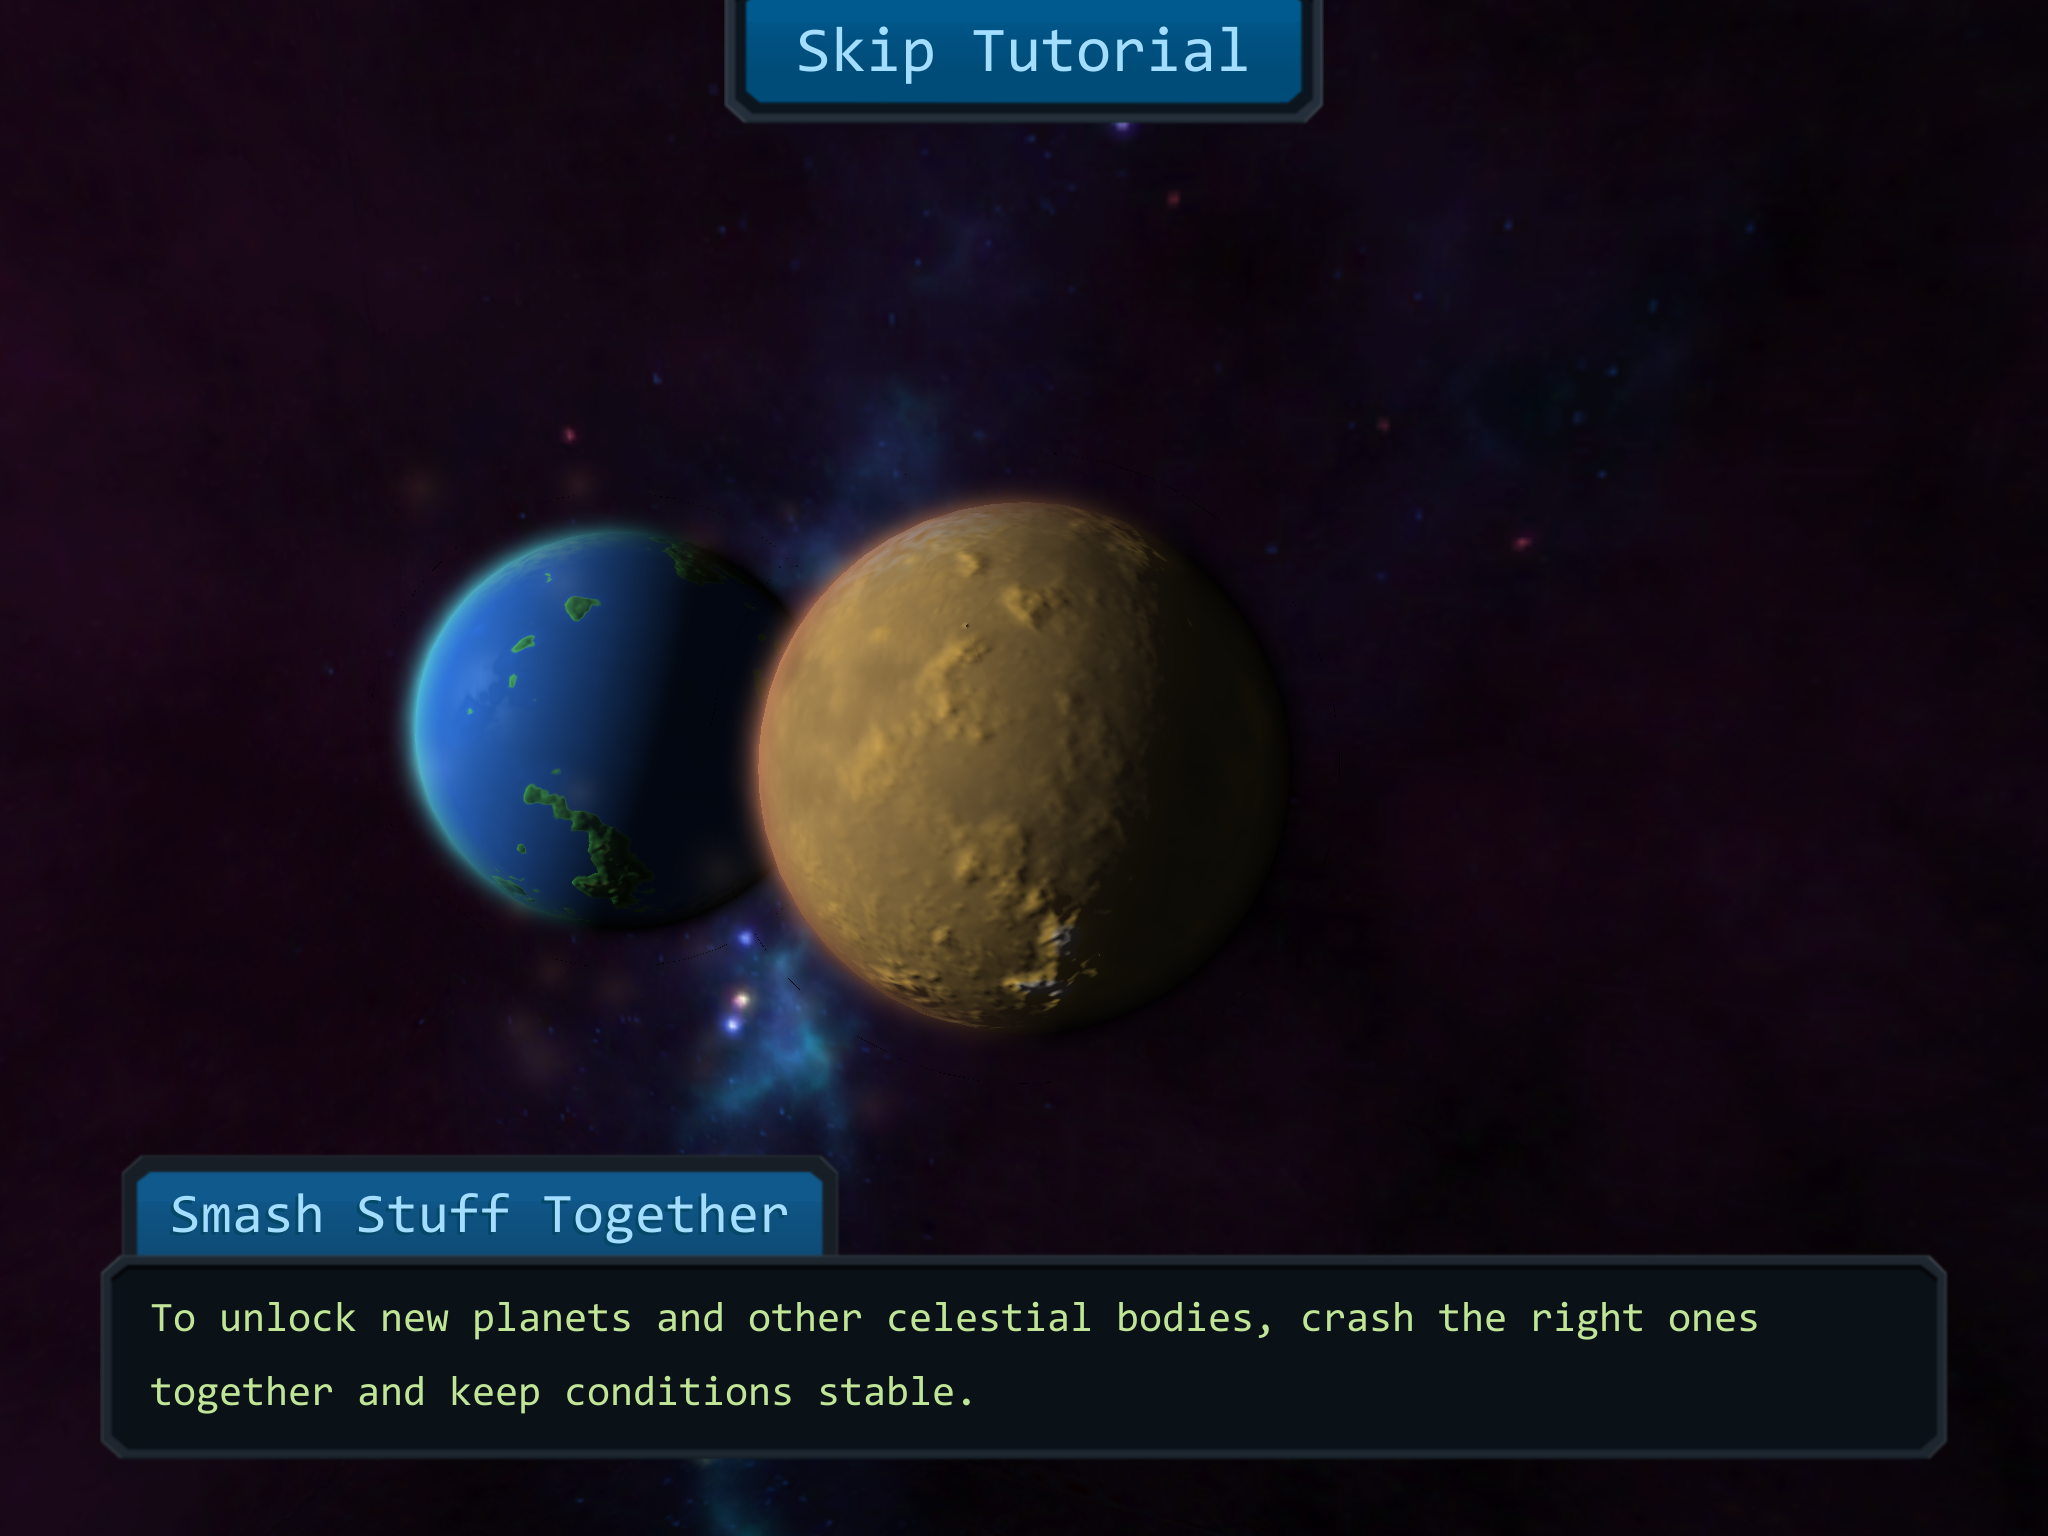 Skip Tutorial
Smash Stuff Together
To unlock new planets and other celestial bodies, crash the right ones
together and keep conditions stable.